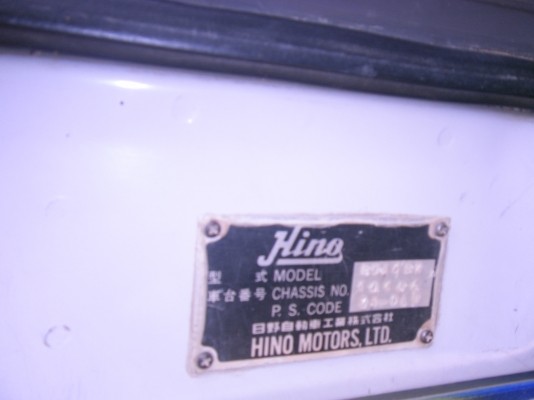 Hino
型 式 MODEL
車台番号 CHASSIS NO.
P. S. CODE
日野自動車工業株式会社
HINO MOTORS, LTD.